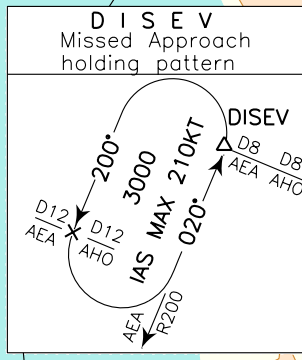 DISEV
Missed Approach
holding pattern
DISEV
D8
AEA
D8
AHO
200°
3000
IAS MAX 210KT
020°
D12
AEA
D12
AHO
AEA
R200